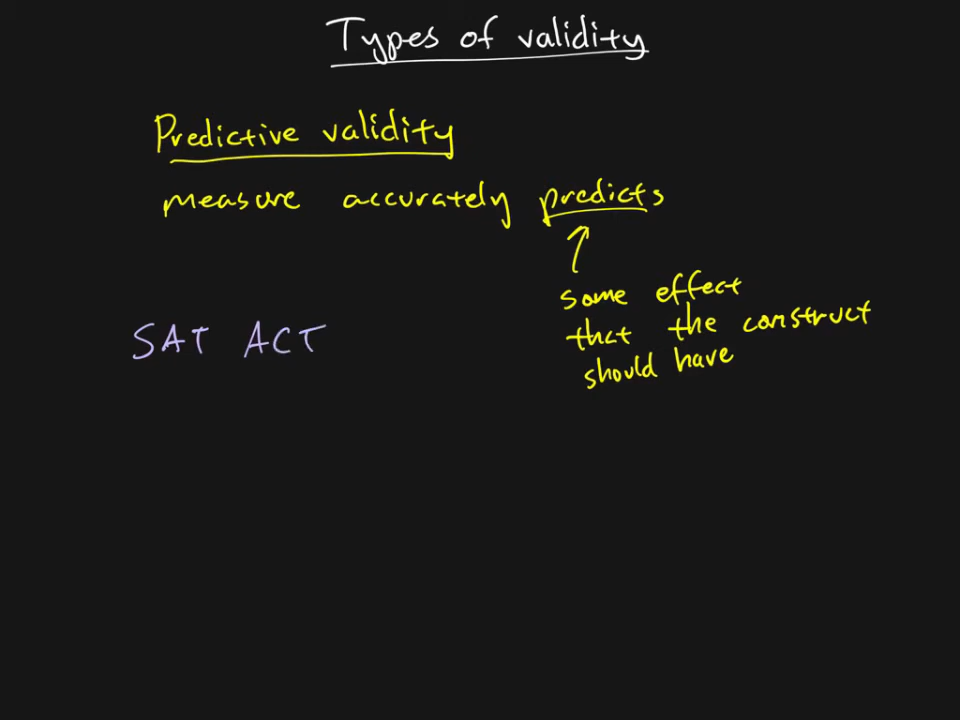 Types of validity
Predictive validity
measure accurately predicts
some effect
that the construct
should have
SAT ACT